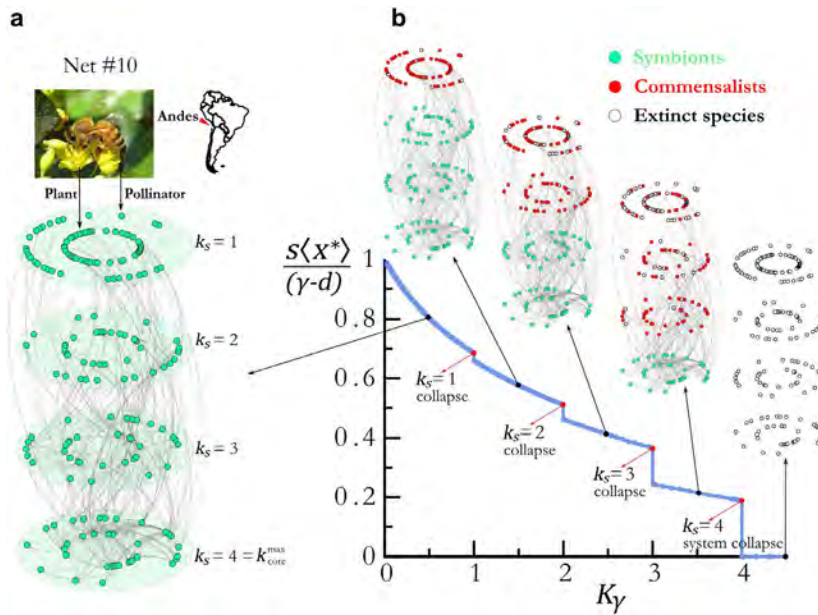 a
Net #10
Andes
Plant
Pollinator
k_s = 1
k_s = 2
k_s = 3
k_s = 4 = k_core^max
b
Symbionts
Commensalists
Extinct species
s⟨x*⟩
(γ-d)
1
0.8
0.6
0.4
0.2
0
k_s = 1
collapse
k_s = 2
collapse
k_s = 3
collapse
k_s = 4
system collapse
0 1 2 3 4
K_γ